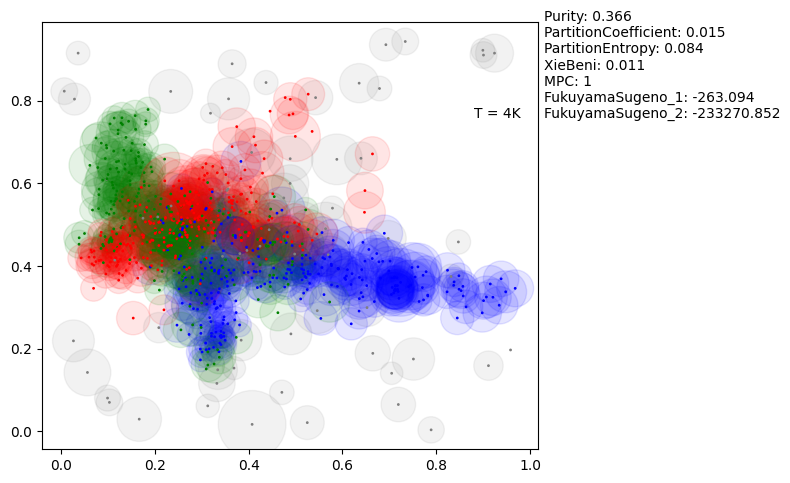 Purity: 0.366
PartitionCoefficient: 0.015
PartitionEntropy: 0.084
XieBeni: 0.011
MPC: 1
FukuyamaSugeno_1: -263.094
FukuyamaSugeno_2: -233270.852
T = 4K
0.8
0.6
0.4
0.2
0.0
0.0 0.2 0.4 0.6 0.8 1.0